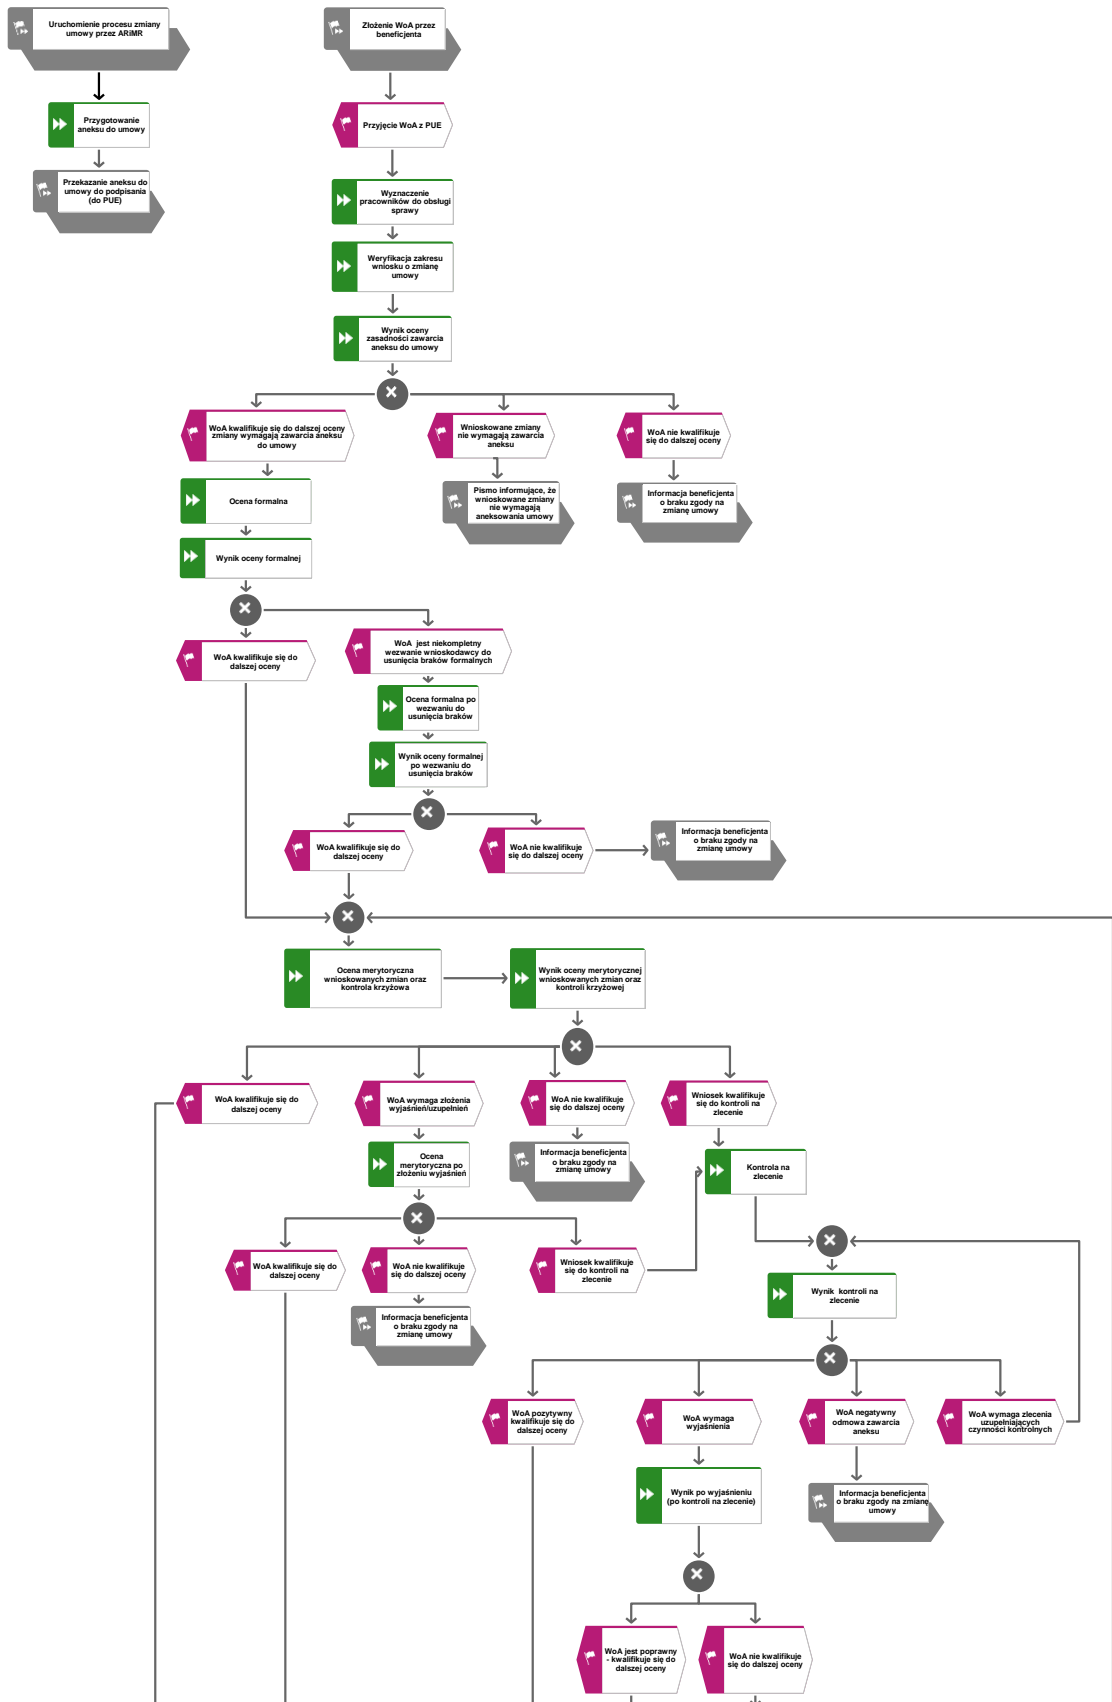 Uruchomienie procesu zmiany
umowy przez ARiMR
Złożenie WoA przez
beneficjenta
Przygotowanie
aneksu do umowy
Przyjęcie WoA z PUE
Przekazanie aneksu do
umowy do podpisania
(do PUE)
Wyznaczenie
pracowników do obsługi
sprawy
Weryfikacja zakresu
wniosku o zmianę
umowy
Wynik oceny
zasadności zawarcia
aneksu do umowy
WoA kwalifikuje się do dalszej oceny
zmiany wymagają zawarcia aneksu
do umowy
Wnioskowane zmiany
nie wymagają zawarcia
aneksu
WoA nie kwalifikuje
się do dalszej oceny
Ocena formalna
Pismo informujące, że
wnioskowane zmiany
nie wymagają
aneksowania umowy
Informacja beneficjenta
o braku zgody na
zmianę umowy
Wynik oceny formalnej
WoA kwalifikuje się do
dalszej oceny
WoA jest niekompletny
wezwanie wnioskodawcy do
usunięcia braków formalnych
Ocena formalna po
wezwaniu do
usunięcia braków
Wynik oceny formalnej
po wezwaniu do
usunięcia braków
WoA kwalifikuje się do
dalszej oceny
WoA nie kwalifikuje
się do dalszej oceny
Informacja beneficjenta
o braku zgody na
zmianę umowy
Ocena merytoryczna
wnioskowanych zmian oraz
kontrola krzyżowa
Wynik oceny merytorycznej
wnioskowanych zmian oraz
kontroli krzyżowej
WoA kwalifikuje się do
dalszej oceny
WoA wymaga złożenia
wyjaśnień/uzupełnień
WoA nie kwalifikuje
się do dalszej oceny
Wniosek kwalifikuje
się do kontroli na
zlecenie
Ocena
merytoryczna po
złożeniu wyjaśnień
Informacja beneficjenta
o braku zgody na
zmianę umowy
Kontrola na
zlecenie
WoA kwalifikuje się do
dalszej oceny
WoA nie kwalifikuje
się do dalszej oceny
Wniosek kwalifikuje
się do kontroli na
zlecenie
Wynik kontroli na
zlecenie
Informacja beneficjenta
o braku zgody na
zmianę umowy
WoA pozytywny
kwalifikuje się do
dalszej oceny
WoA wymaga
wyjaśnienia
WoA negatywny
odmowa zawarcia
aneksu
WoA wymaga zlecenia
uzupełniających
czynności kontrolnych
Wynik po wyjaśnieniu
(po kontroli na zlecenie)
Informacja beneficjenta
o braku zgody na zmianę
umowy
WoA jest poprawny
- kwalifikuje się do
dalszej oceny
WoA nie kwalifikuje
się do dalszej oceny